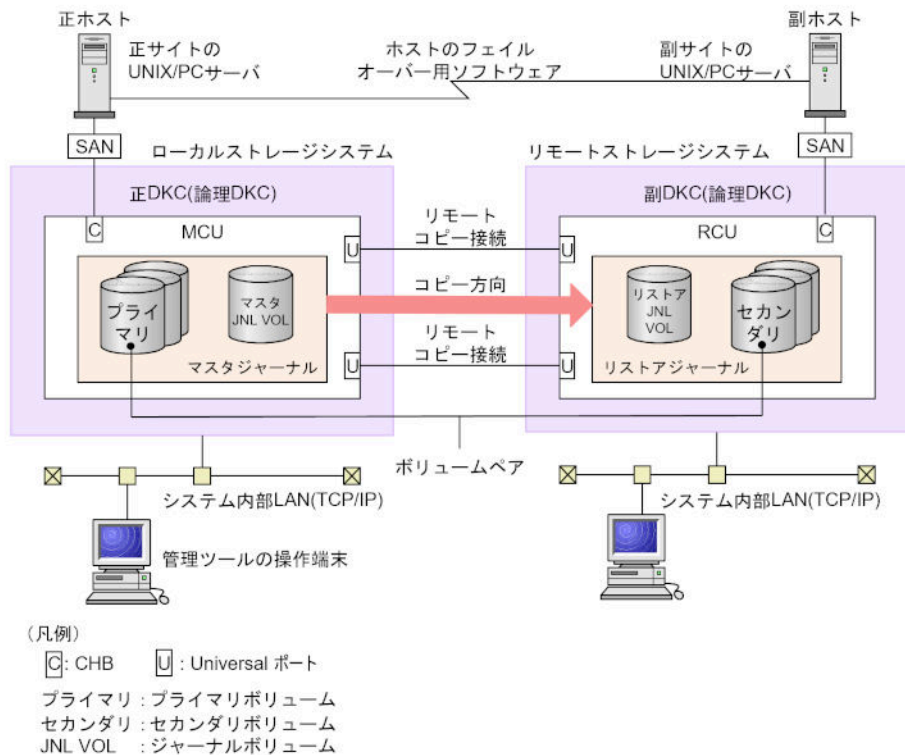 正ホスト
副ホスト
正サイトの
UNIX/PCサーバ
ホストのフェイル
オーバー用ソフトウェア
副サイトの
UNIX/PCサーバ
SAN
SAN
ローカルストレージシステム
リモートストレージシステム
正DKC(論理DKC)
副DKC(論理DKC)
C
MCU
リモート
コピー接続
RCU
C
U
U
プライ
マリ
マスタ
JNL VOL
コピー方向
リストア
JNL
VOL
セカン
ダリ
マスタジャーナル
U
リモート
コピー接続
U
リストアジャーナル
ボリュームペア
システム内部LAN(TCP/IP)
システム内部LAN(TCP/IP)
管理ツールの操作端末
（凡例）
C: CHB U : Universal ポート
プライマリ : プライマリボリューム
セカンダリ : セカンダリボリューム
JNL VOL : ジャーナルボリューム